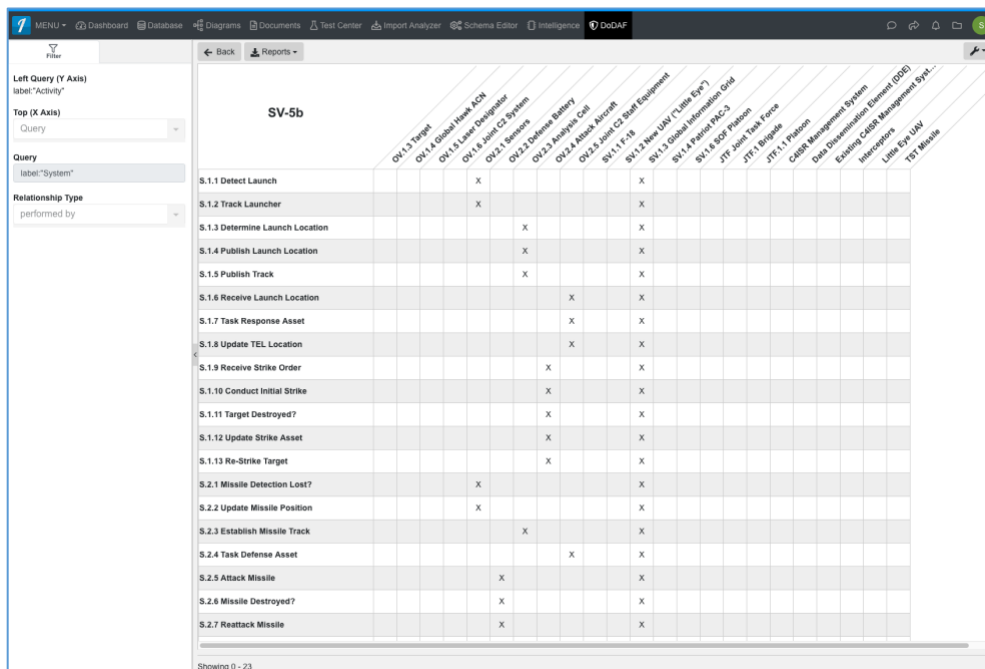 MENU Dashboard Database Diagrams Documents Test Center Import Analyzer Schema Editor Intelligence DoDAF
Filter
Back Reports
Left Query (Y Axis)
label:"Activity"
Top (X Axis)
Query
Query
label:"System"
Relationship Type
performed by
SV-5b
OV.1.3 Target
OV.1.4 Global Hawk ACN
OV.1.5 Laser Designator
OV.1.6 Joint C2 System
OV.2.1 Sensors
OV.2.2 Defense Battery
OV.2.3 Analysis Cell
OV.2.4 Attack Aircraft
OV.2.5 Joint C2 Staff Equipment
SV.1.1 F-18
SV.1.2 New UAV ("Little Eye")
SV.1.3 Global Information Grid
SV.1.4 Patriot PAC-3
SV.1.6 SOF Platoon
JTF Joint Task Force
JTF.1 Brigade
JTF.1.1 Platoon
C4ISR Management System
Data Dissemination Element (DDE)
Existing C4ISR Management Syst...
Interceptors
Little Eye UAV
TST Missile
S.1.1 Detect Launch X X
S.1.2 Track Launcher X X
S.1.3 Determine Launch Location X X
S.1.4 Publish Launch Location X X
S.1.5 Publish Track X X
S.1.6 Receive Launch Location X X
S.1.7 Task Response Asset X X
S.1.8 Update TEL Location X X
S.1.9 Receive Strike Order X X
S.1.10 Conduct Initial Strike X X
S.1.11 Target Destroyed? X X
S.1.12 Update Strike Asset X X
S.1.13 Re-Strike Target X X
S.2.1 Missile Detection Lost? X X
S.2.2 Update Missile Position X X
S.2.3 Establish Missile Track X X
S.2.4 Task Defense Asset X X
S.2.5 Attack Missile X X
S.2.6 Missile Destroyed? X X
S.2.7 Reattack Missile X X
Showing 0 - 23